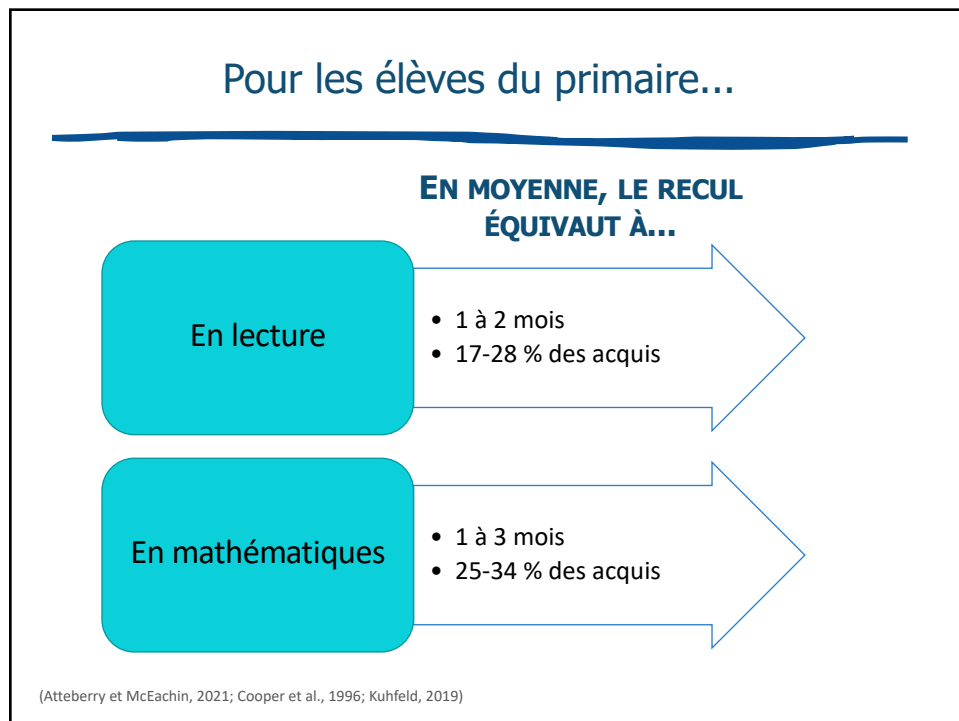 Pour les élèves du primaire...
EN MOYENNE, LE RECUL
ÉQUIVAUT À...
En lecture
• 1 à 2 mois
• 17-28 % des acquis
En mathématiques
• 1 à 3 mois
• 25-34 % des acquis
(Atteberry et McEachin, 2021; Cooper et al., 1996; Kuhfeld, 2019)